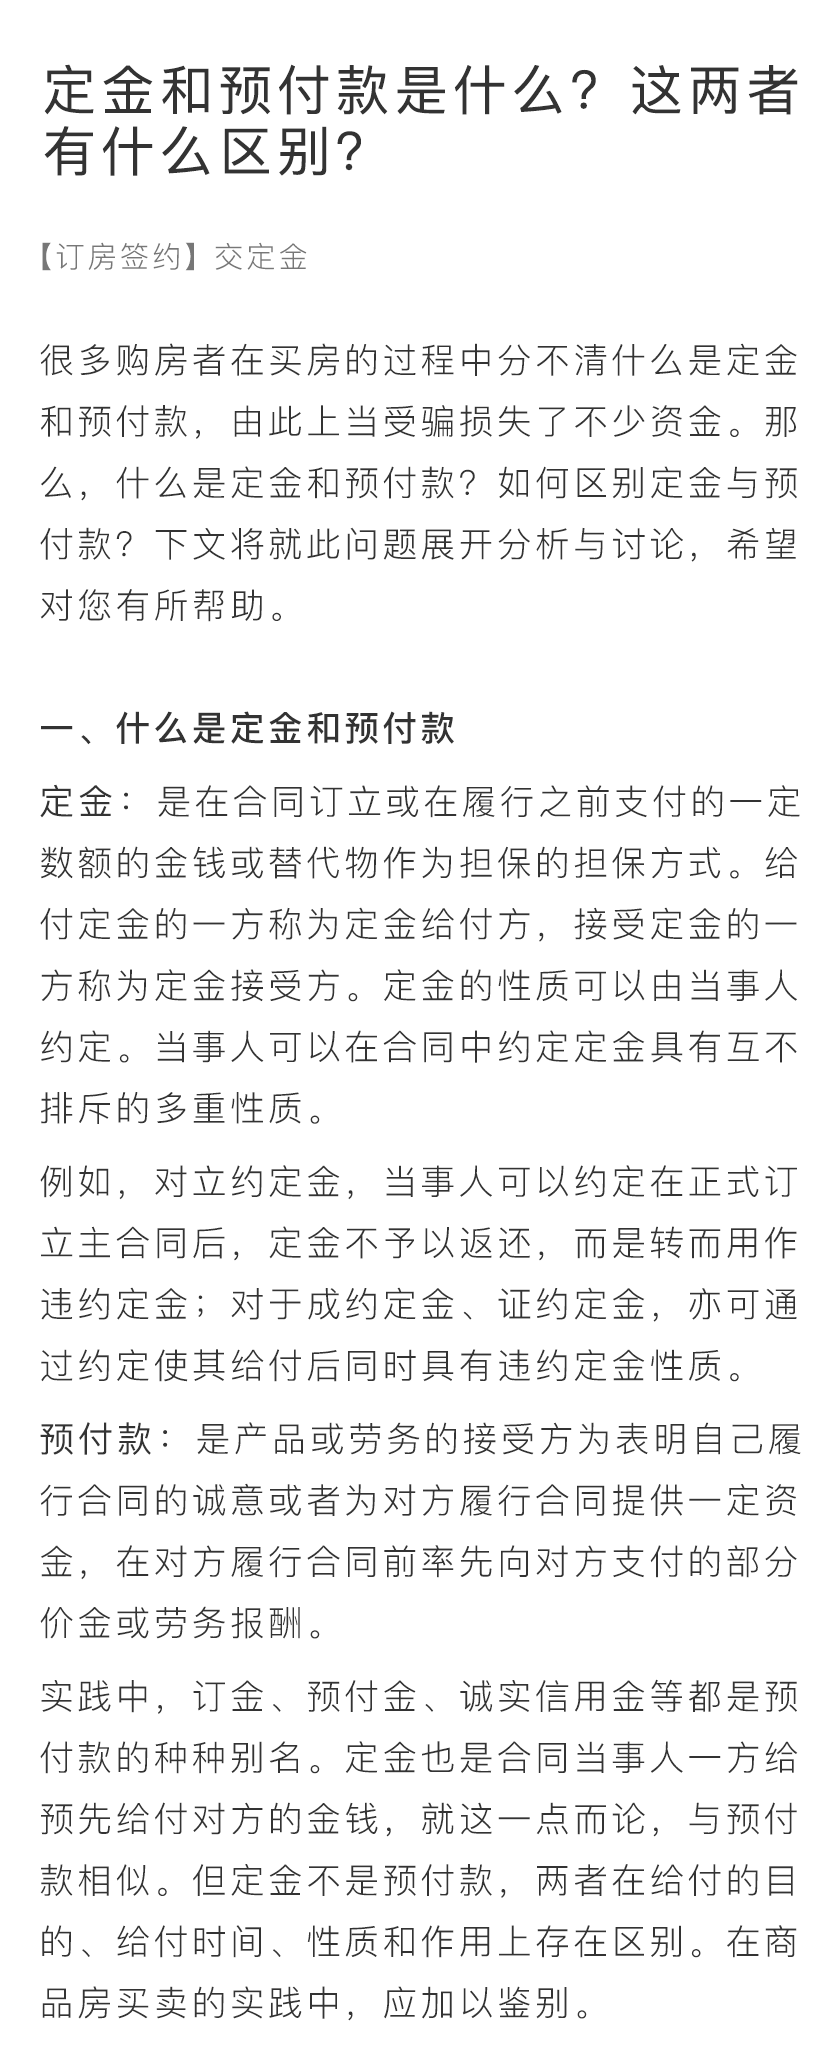 定金和预付款是什么？这两者
有什么区别？
【订房签约】交定金
很多购房者在买房的过程中分不清什么是定金
和预付款，由此上当受骗损失了不少资金。那
么，什么是定金和预付款？如何区别定金与预
付款？下文将就此问题展开分析与讨论，希望
对您有所帮助。
一、什么是定金和预付款
定金：是在合同订立或在履行之前支付的一定
数额的金钱或替代物作为担保的担保方式。给
付定金的一方称为定金给付方，接受定金的一
方称为定金接受方。定金的性质可以由当事人
约定。当事人可以在合同中约定定金具有互不
排斥的多重性质。
例如，对立约定金，当事人可以约定在正式订
立主合同后，定金不予以返还，而是转而用作
违约定金；对于成约定金、证约定金，亦可通
过约定使其给付后同时具有违约定金性质。
预付款：是产品或劳务的接受方为表明自己履
行合同的诚意或者为对方履行合同提供一定资
金，在对方履行合同前率先向对方支付的部分
价金或劳务报酬。
实践中，订金、预付金、诚实信用金等都是预
付款的种种别名。定金也是合同当事人一方给
预先给付对方的金钱，就这一点而论，与预付
款相似。但定金不是预付款，两者在给付的目
的、给付时间、性质和作用上存在区别。在商
品房买卖的实践中，应加以鉴别。